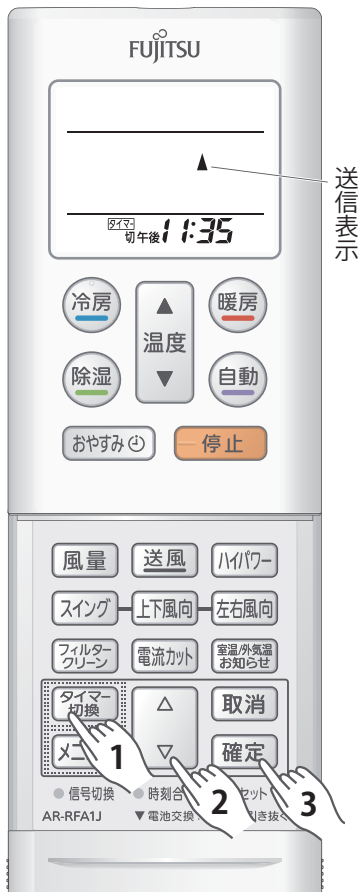 FUJITSU
送信表示
タイマー
切 午後 11:35
冷房
暖房
温度
除湿
自動
おやすみ
停止
風量
送風
ハイパワー
スイング
上下風向
左右風向
フィルター
クリーン
電流カット
室温/外気温
お知らせ
タイマー
切換
取消
確定
1
2
3
信号切換
AR-RFA1J
▼電池交換